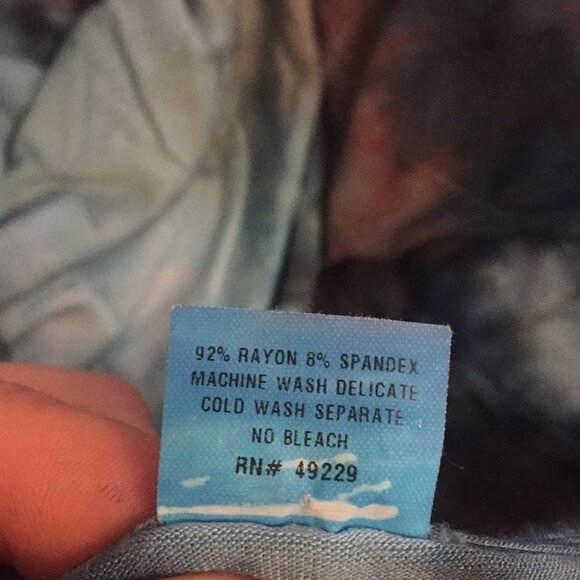 92% RAYON 8% SPANDEX
MACHINE WASH DELICATE
COLD WASH SEPARATE
NO BLEACH
RN# 49229